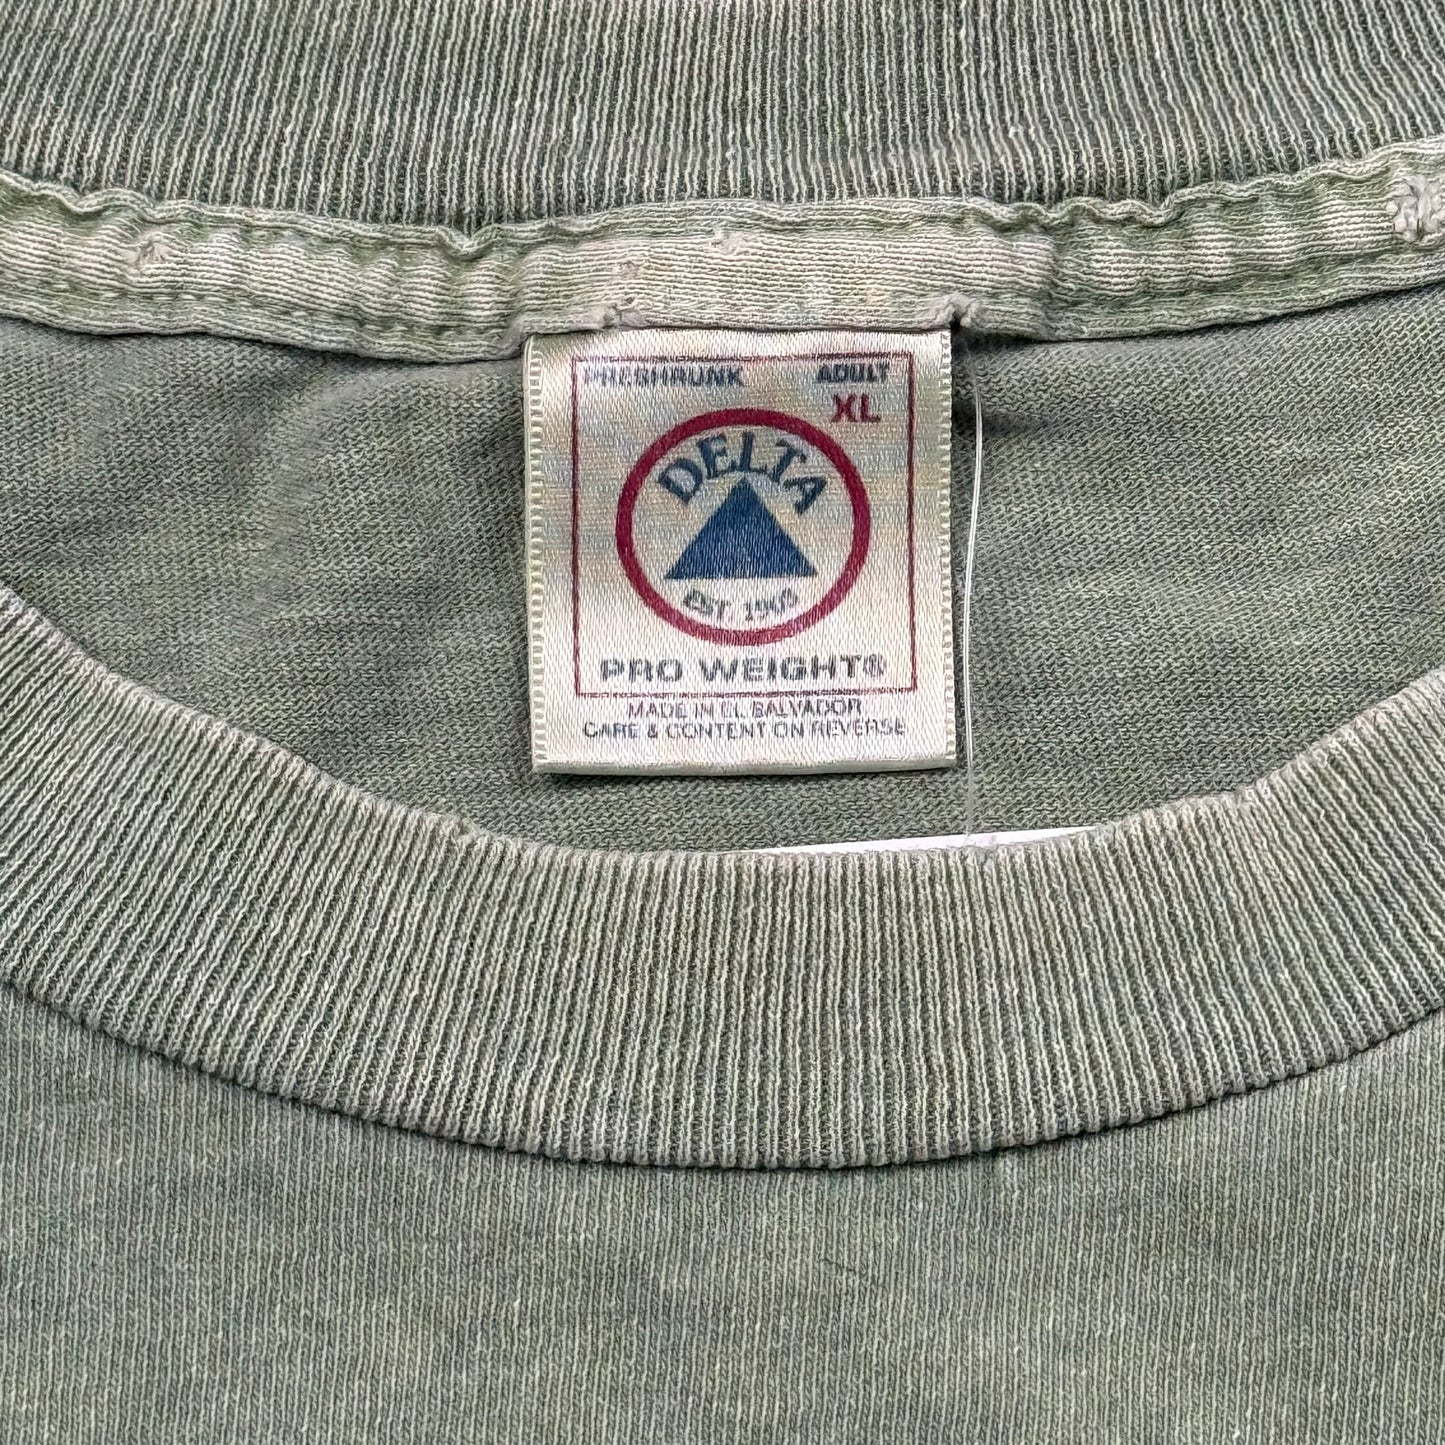 PRESHRUNK ADULT
XL
DELTA
EST. 1903
PRO WEIGHT®
MADE IN EL SALVADOR
CARE & CONTENT ON REVERSE